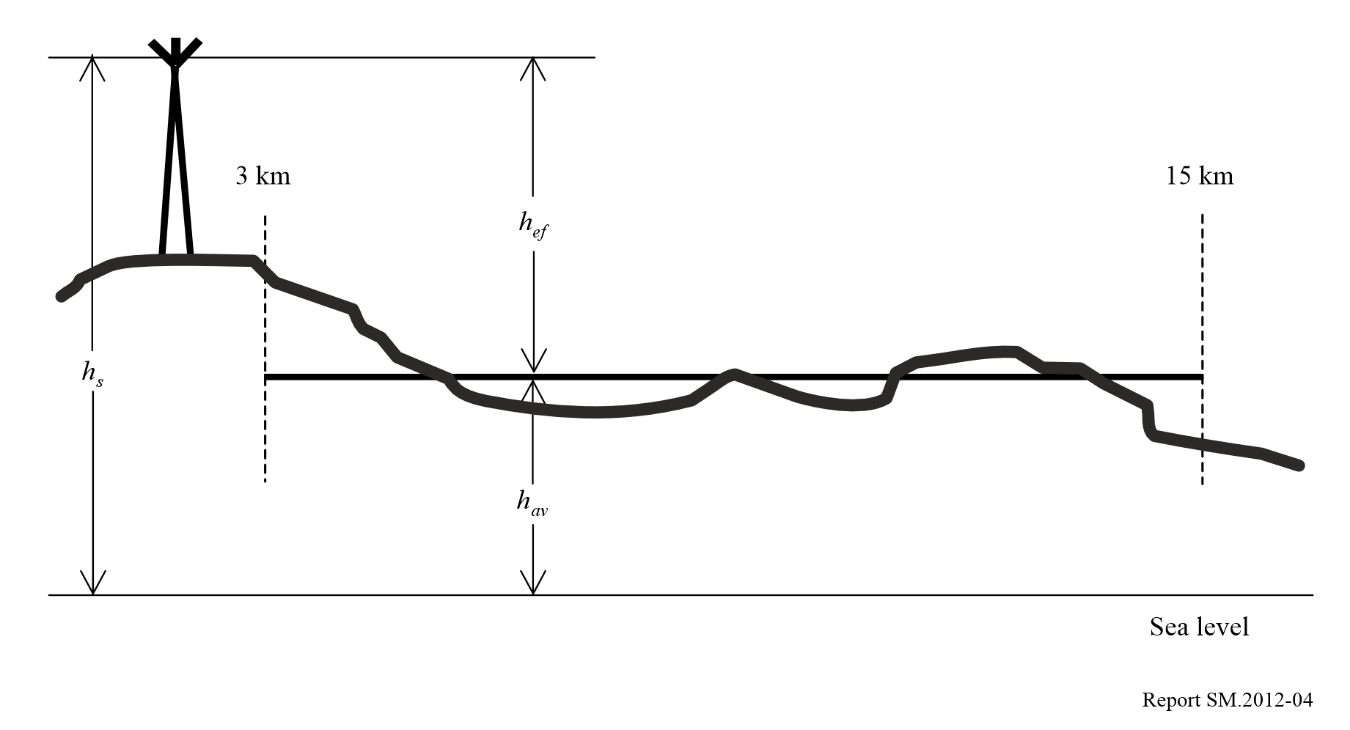 3 km
15 km
hef
hs
hav
Sea level
Report SM.2012-04